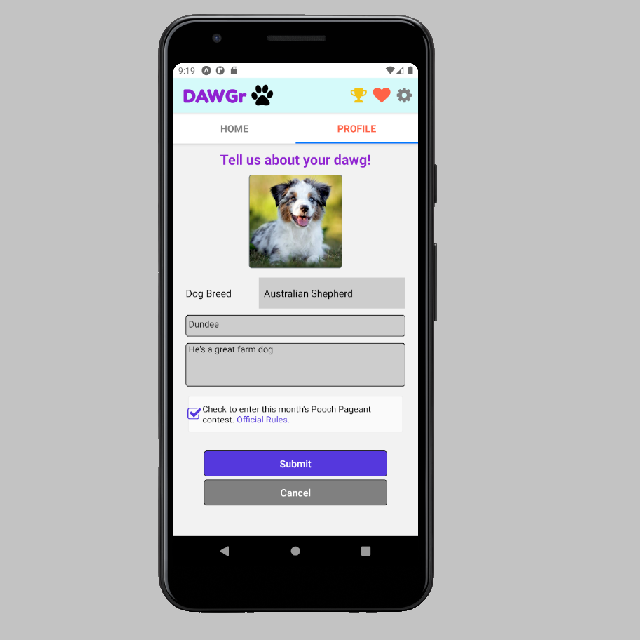 9:19
DAWGr
HOME PROFILE
Tell us about your dawg!
Dog Breed Australian Shepherd
Dundee
He's a great farm dog
Check to enter this month's Pooch Pageant
contest. Official Rules.
Submit
Cancel